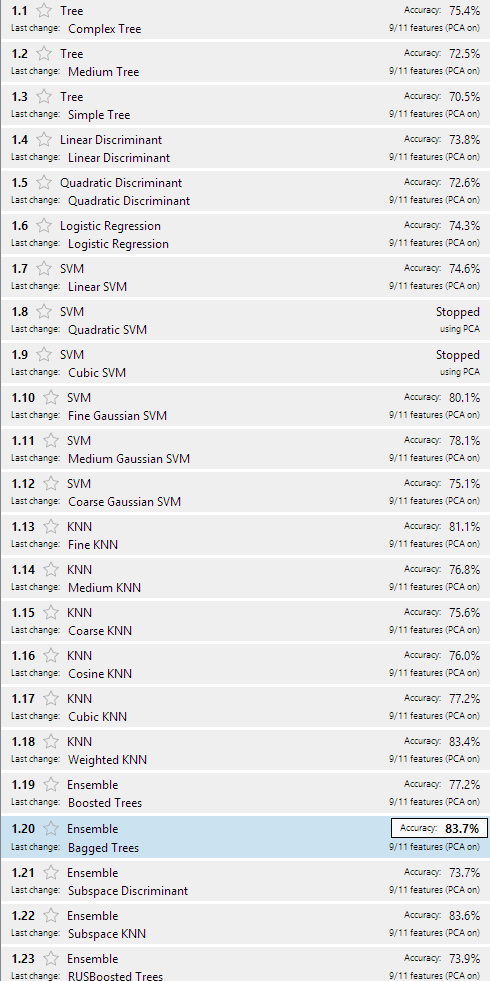 1.1 Tree Accuracy: 75.4%
Last change: Complex Tree 9/11 features (PCA on)
1.2 Tree Accuracy: 72.5%
Last change: Medium Tree 9/11 features (PCA on)
1.3 Tree Accuracy: 70.5%
Last change: Simple Tree 9/11 features (PCA on)
1.4 Linear Discriminant Accuracy: 73.8%
Last change: Linear Discriminant 9/11 features (PCA on)
1.5 Quadratic Discriminant Accuracy: 72.6%
Last change: Quadratic Discriminant 9/11 features (PCA on)
1.6 Logistic Regression Accuracy: 74.3%
Last change: Logistic Regression 9/11 features (PCA on)
1.7 SVM Accuracy: 74.6%
Last change: Linear SVM 9/11 features (PCA on)
1.8 SVM Stopped
Last change: Quadratic SVM using PCA
1.9 SVM Stopped
Last change: Cubic SVM using PCA
1.10 SVM Accuracy: 80.1%
Last change: Fine Gaussian SVM 9/11 features (PCA on)
1.11 SVM Accuracy: 78.1%
Last change: Medium Gaussian SVM 9/11 features (PCA on)
1.12 SVM Accuracy: 75.1%
Last change: Coarse Gaussian SVM 9/11 features (PCA on)
1.13 KNN Accuracy: 81.1%
Last change: Fine KNN 9/11 features (PCA on)
1.14 KNN Accuracy: 76.8%
Last change: Medium KNN 9/11 features (PCA on)
1.15 KNN Accuracy: 75.6%
Last change: Coarse KNN 9/11 features (PCA on)
1.16 KNN Accuracy: 76.0%
Last change: Cosine KNN 9/11 features (PCA on)
1.17 KNN Accuracy: 77.2%
Last change: Cubic KNN 9/11 features (PCA on)
1.18 KNN Accuracy: 83.4%
Last change: Weighted KNN 9/11 features (PCA on)
1.19 Ensemble Accuracy: 77.2%
Last change: Boosted Trees 9/11 features (PCA on)
1.20 Ensemble Accuracy: 83.7%
Last change: Bagged Trees 9/11 features (PCA on)
1.21 Ensemble Accuracy: 73.7%
Last change: Subspace Discriminant 9/11 features (PCA on)
1.22 Ensemble Accuracy: 83.6%
Last change: Subspace KNN 9/11 features (PCA on)
1.23 Ensemble Accuracy: 73.9%
Last change: RUSBoosted Trees 9/11 features (PCA on)